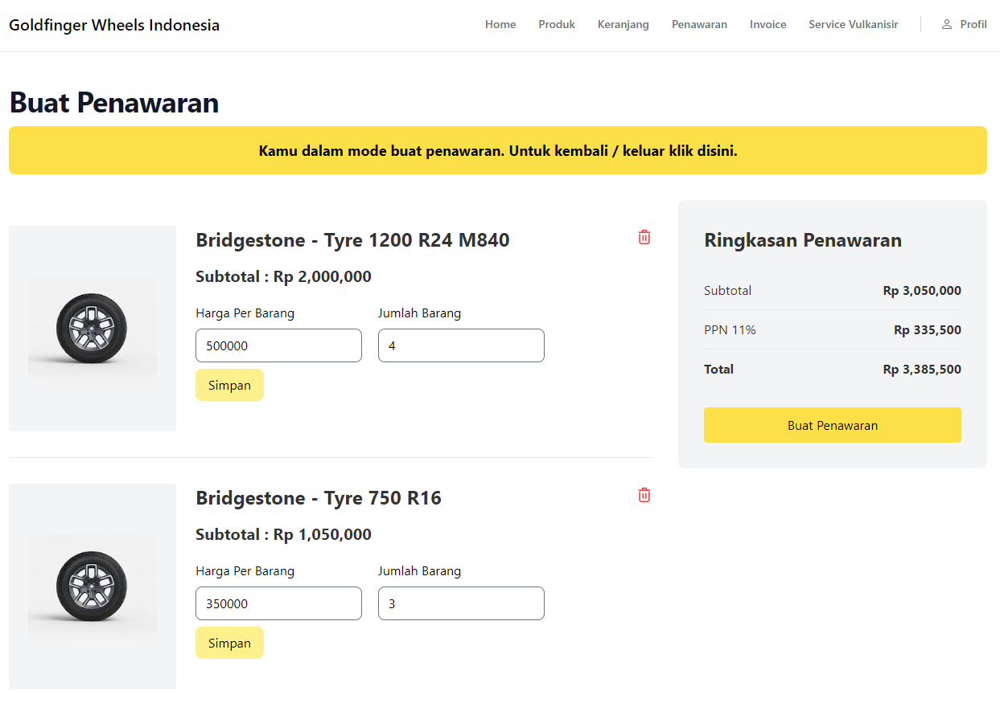 Goldfinger Wheels Indonesia
Home Produk Keranjang Penawaran Invoice Service Vulkanisir Profil
Buat Penawaran
Kamu dalam mode buat penawaran. Untuk kembali / keluar klik disini.
Bridgestone - Tyre 1200 R24 M840
Subtotal : Rp 2,000,000
Harga Per Barang Jumlah Barang
500000 4
Simpan
Bridgestone - Tyre 750 R16
Subtotal : Rp 1,050,000
Harga Per Barang Jumlah Barang
350000 3
Simpan
Ringkasan Penawaran
Subtotal Rp 3,050,000
PPN 11% Rp 335,500
Total Rp 3,385,500
Buat Penawaran